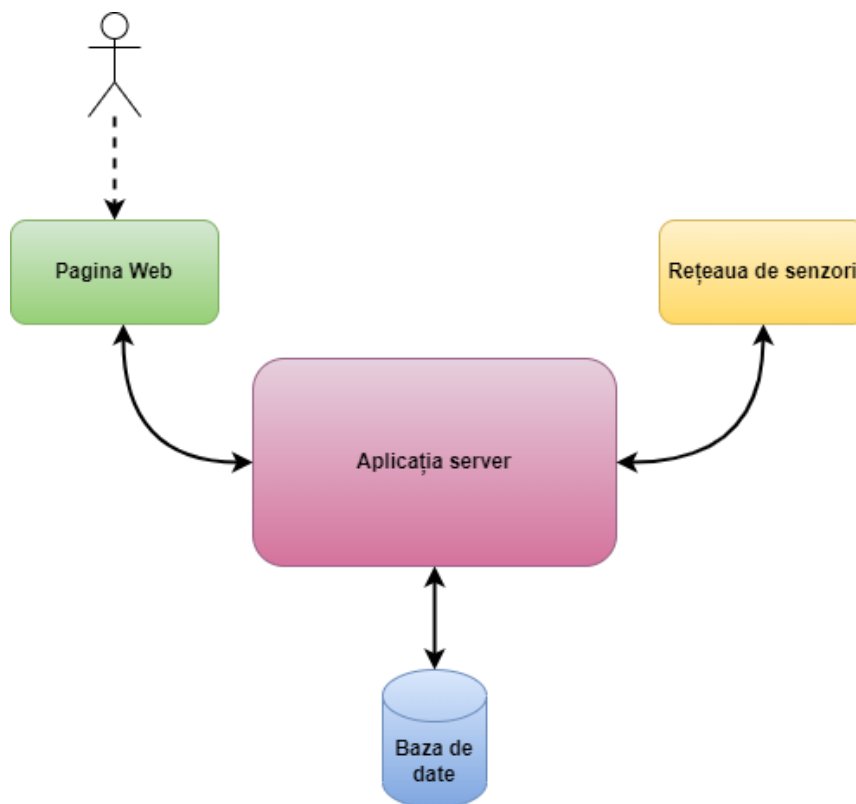 Pagina Web
Rețeaua de senzori
Aplicația server
Baza de
date